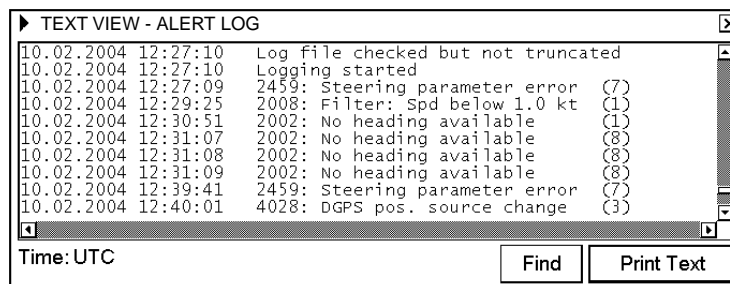 TEXT VIEW - ALERT LOG
10.02.2004 12:27:10 Log file checked but not truncated
10.02.2004 12:27:10 Logging started
10.02.2004 12:27:09 2459: Steering parameter error (7)
10.02.2004 12:29:25 2008: Filter: Spd below 1.0 kt (1)
10.02.2004 12:30:51 2002: No heading available (1)
10.02.2004 12:31:07 2002: No heading available (8)
10.02.2004 12:31:08 2002: No heading available (8)
10.02.2004 12:31:09 2002: No heading available (8)
10.02.2004 12:39:41 2459: Steering parameter error (7)
10.02.2004 12:40:01 4028: DGPS pos. source change (3)
Time: UTC
Find
Print Text